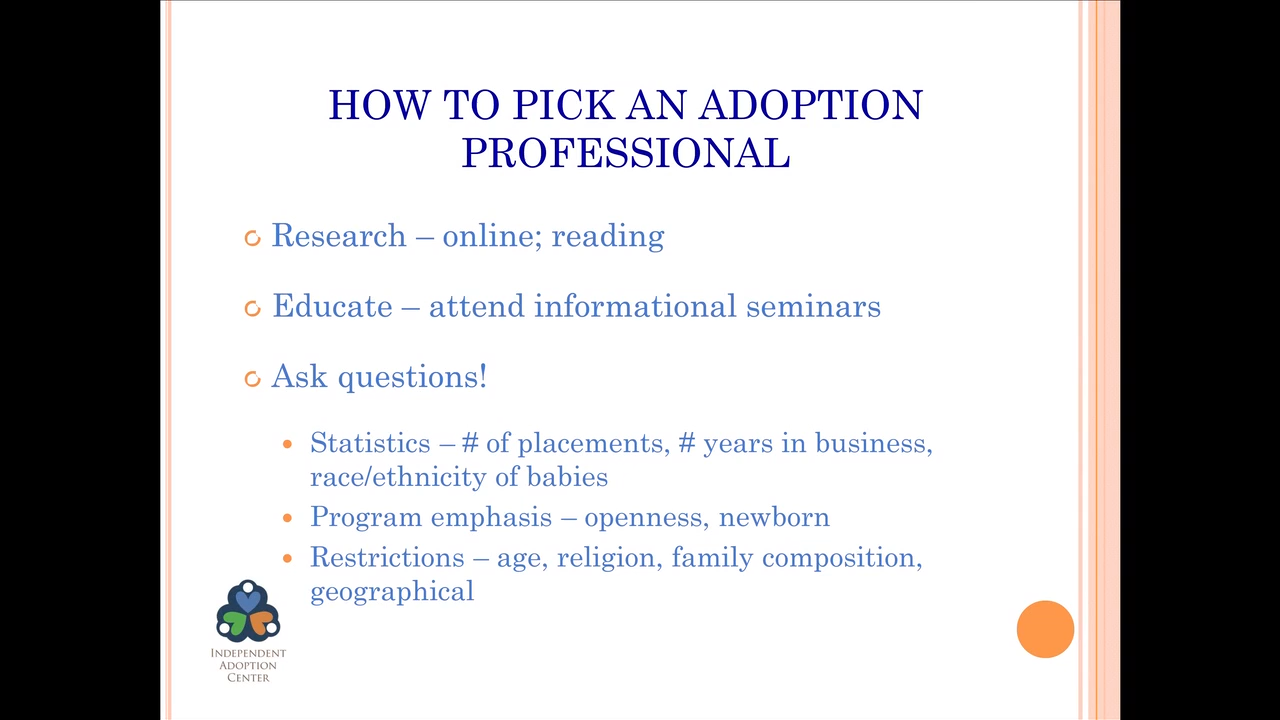 HOW TO PICK AN ADOPTION
PROFESSIONAL
Research – online; reading
Educate – attend informational seminars
Ask questions!
Statistics – # of placements, # years in business,
race/ethnicity of babies
Program emphasis – openness, newborn
Restrictions – age, religion, family composition,
geographical
INDEPENDENT
ADOPTION
CENTER